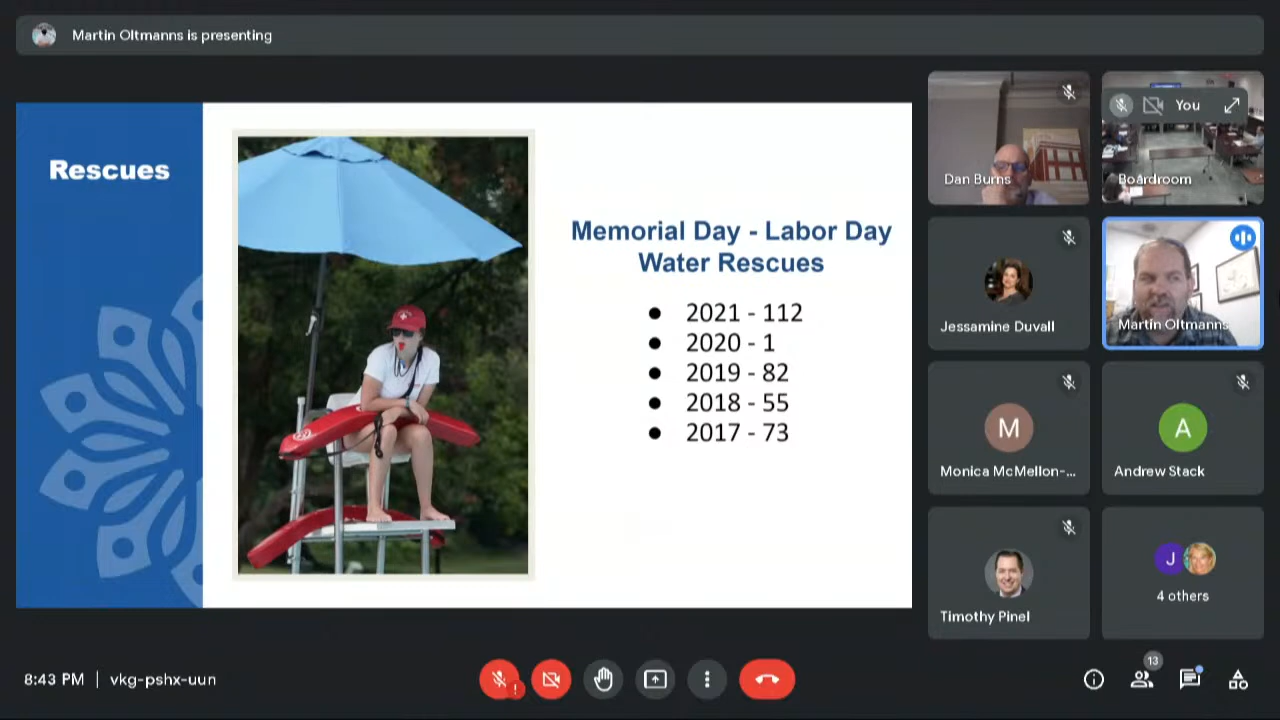 Martin Oltmanns is presenting
Rescues
Memorial Day - Labor Day
Water Rescues
● 2021 - 112
● 2020 - 1
● 2019 - 82
● 2018 - 55
● 2017 - 73
Dan Burns
You
Boardroom
Jessamine Duvall
Martin Oltmanns
M
Monica McMellon-...
A
Andrew Stack
Timothy Pinel
J
4 others
8:43 PM | vkg-pshx-uun
!
13